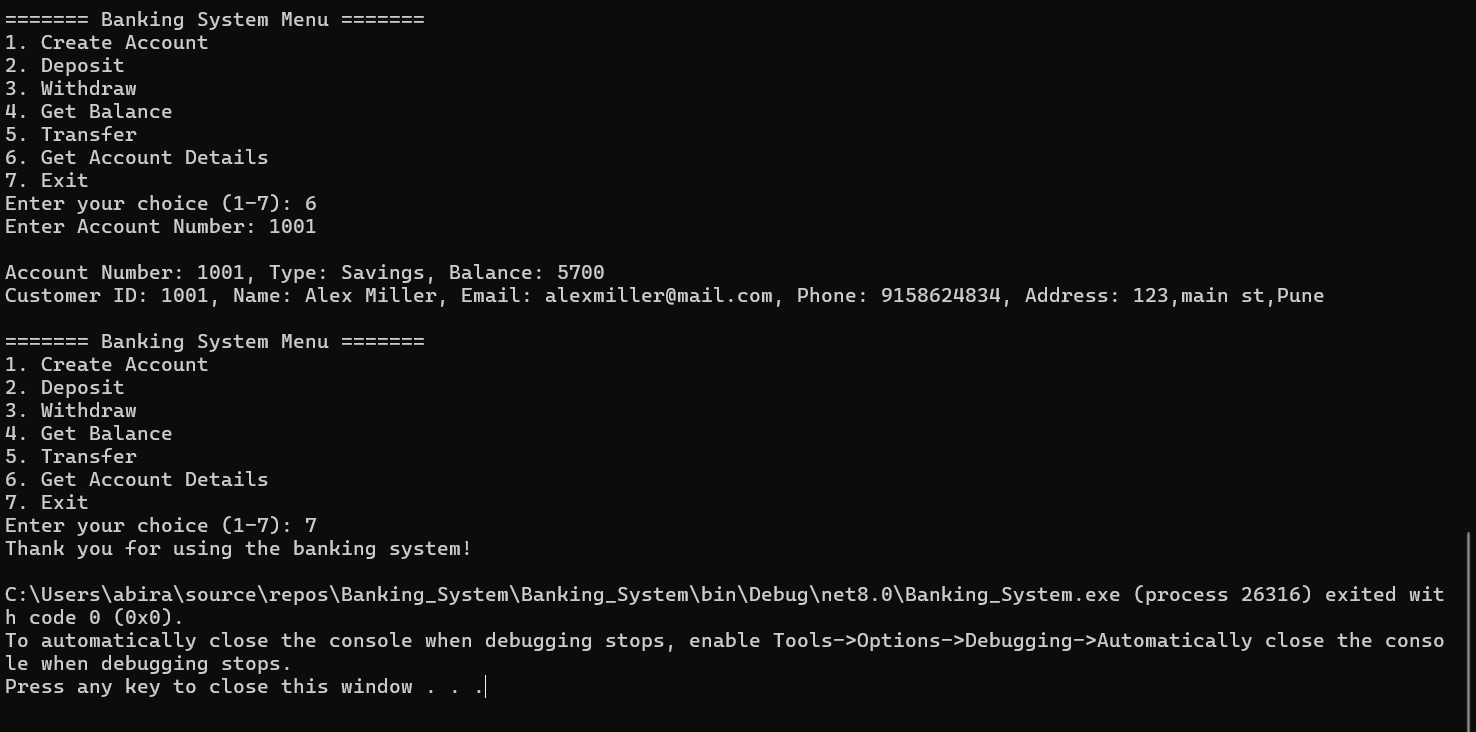 ======= Banking System Menu =======
1. Create Account
2. Deposit
3. Withdraw
4. Get Balance
5. Transfer
6. Get Account Details
7. Exit
Enter your choice (1-7): 6
Enter Account Number: 1001
Account Number: 1001, Type: Savings, Balance: 5700
Customer ID: 1001, Name: Alex Miller, Email: alexmiller@mail.com, Phone: 9158624834, Address: 123,main st,Pune
======= Banking System Menu =======
1. Create Account
2. Deposit
3. Withdraw
4. Get Balance
5. Transfer
6. Get Account Details
7. Exit
Enter your choice (1-7): 7
Thank you for using the banking system!
C:\Users\abira\source\repos\Banking_System\Banking_System\bin\Debug\net8.0\Banking_System.exe (process 26316) exited wit
h code 0 (0x0).
To automatically close the console when debugging stops, enable Tools->Options->Debugging->Automatically close the conso
le when debugging stops.
Press any key to close this window . . .